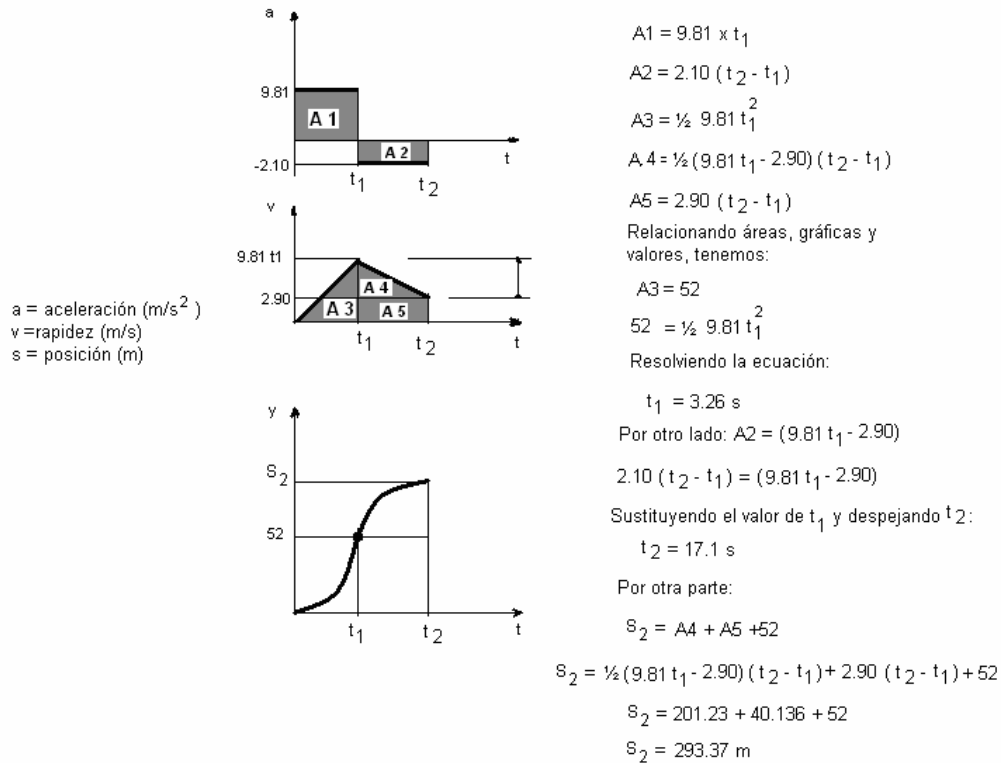 a
9.81
A 1
A 2
-2.10
t1
t2
t
v
9.81 t1
2.90
A 4
A 3
A 5
t1
t2
t
a = aceleración (m/s² )
v =rapidez (m/s)
s = posición (m)
y
S2
52
t1
t2
t
A1 = 9.81 x t1
A2 = 2.10 ( t2 - t1 )
A3 = ½ 9.81 t1²
A.4 = ½ (9.81 t1 - 2.90) ( t2 - t1 )
A5 = 2.90 ( t2 - t1 )
Relacionando áreas, gráficas y
valores, tenemos:
A3 = 52
52 = ½ 9.81 t1²
Resolviendo la ecuación:
t1 = 3.26 s
Por otro lado: A2 = (9.81 t1 - 2.90)
2.10 ( t2 - t1 ) = (9.81 t1 - 2.90)
Sustituyendo el valor de t1 y despejando t2:
t2 = 17.1 s
Por otra parte:
S2 = A4 + A5 +52
S2 = ½ (9.81 t1 - 2.90) ( t2 - t1 ) + 2.90 ( t2 - t1 ) + 52
S2 = 201.23 + 40.136 + 52
S2 = 293.37 m